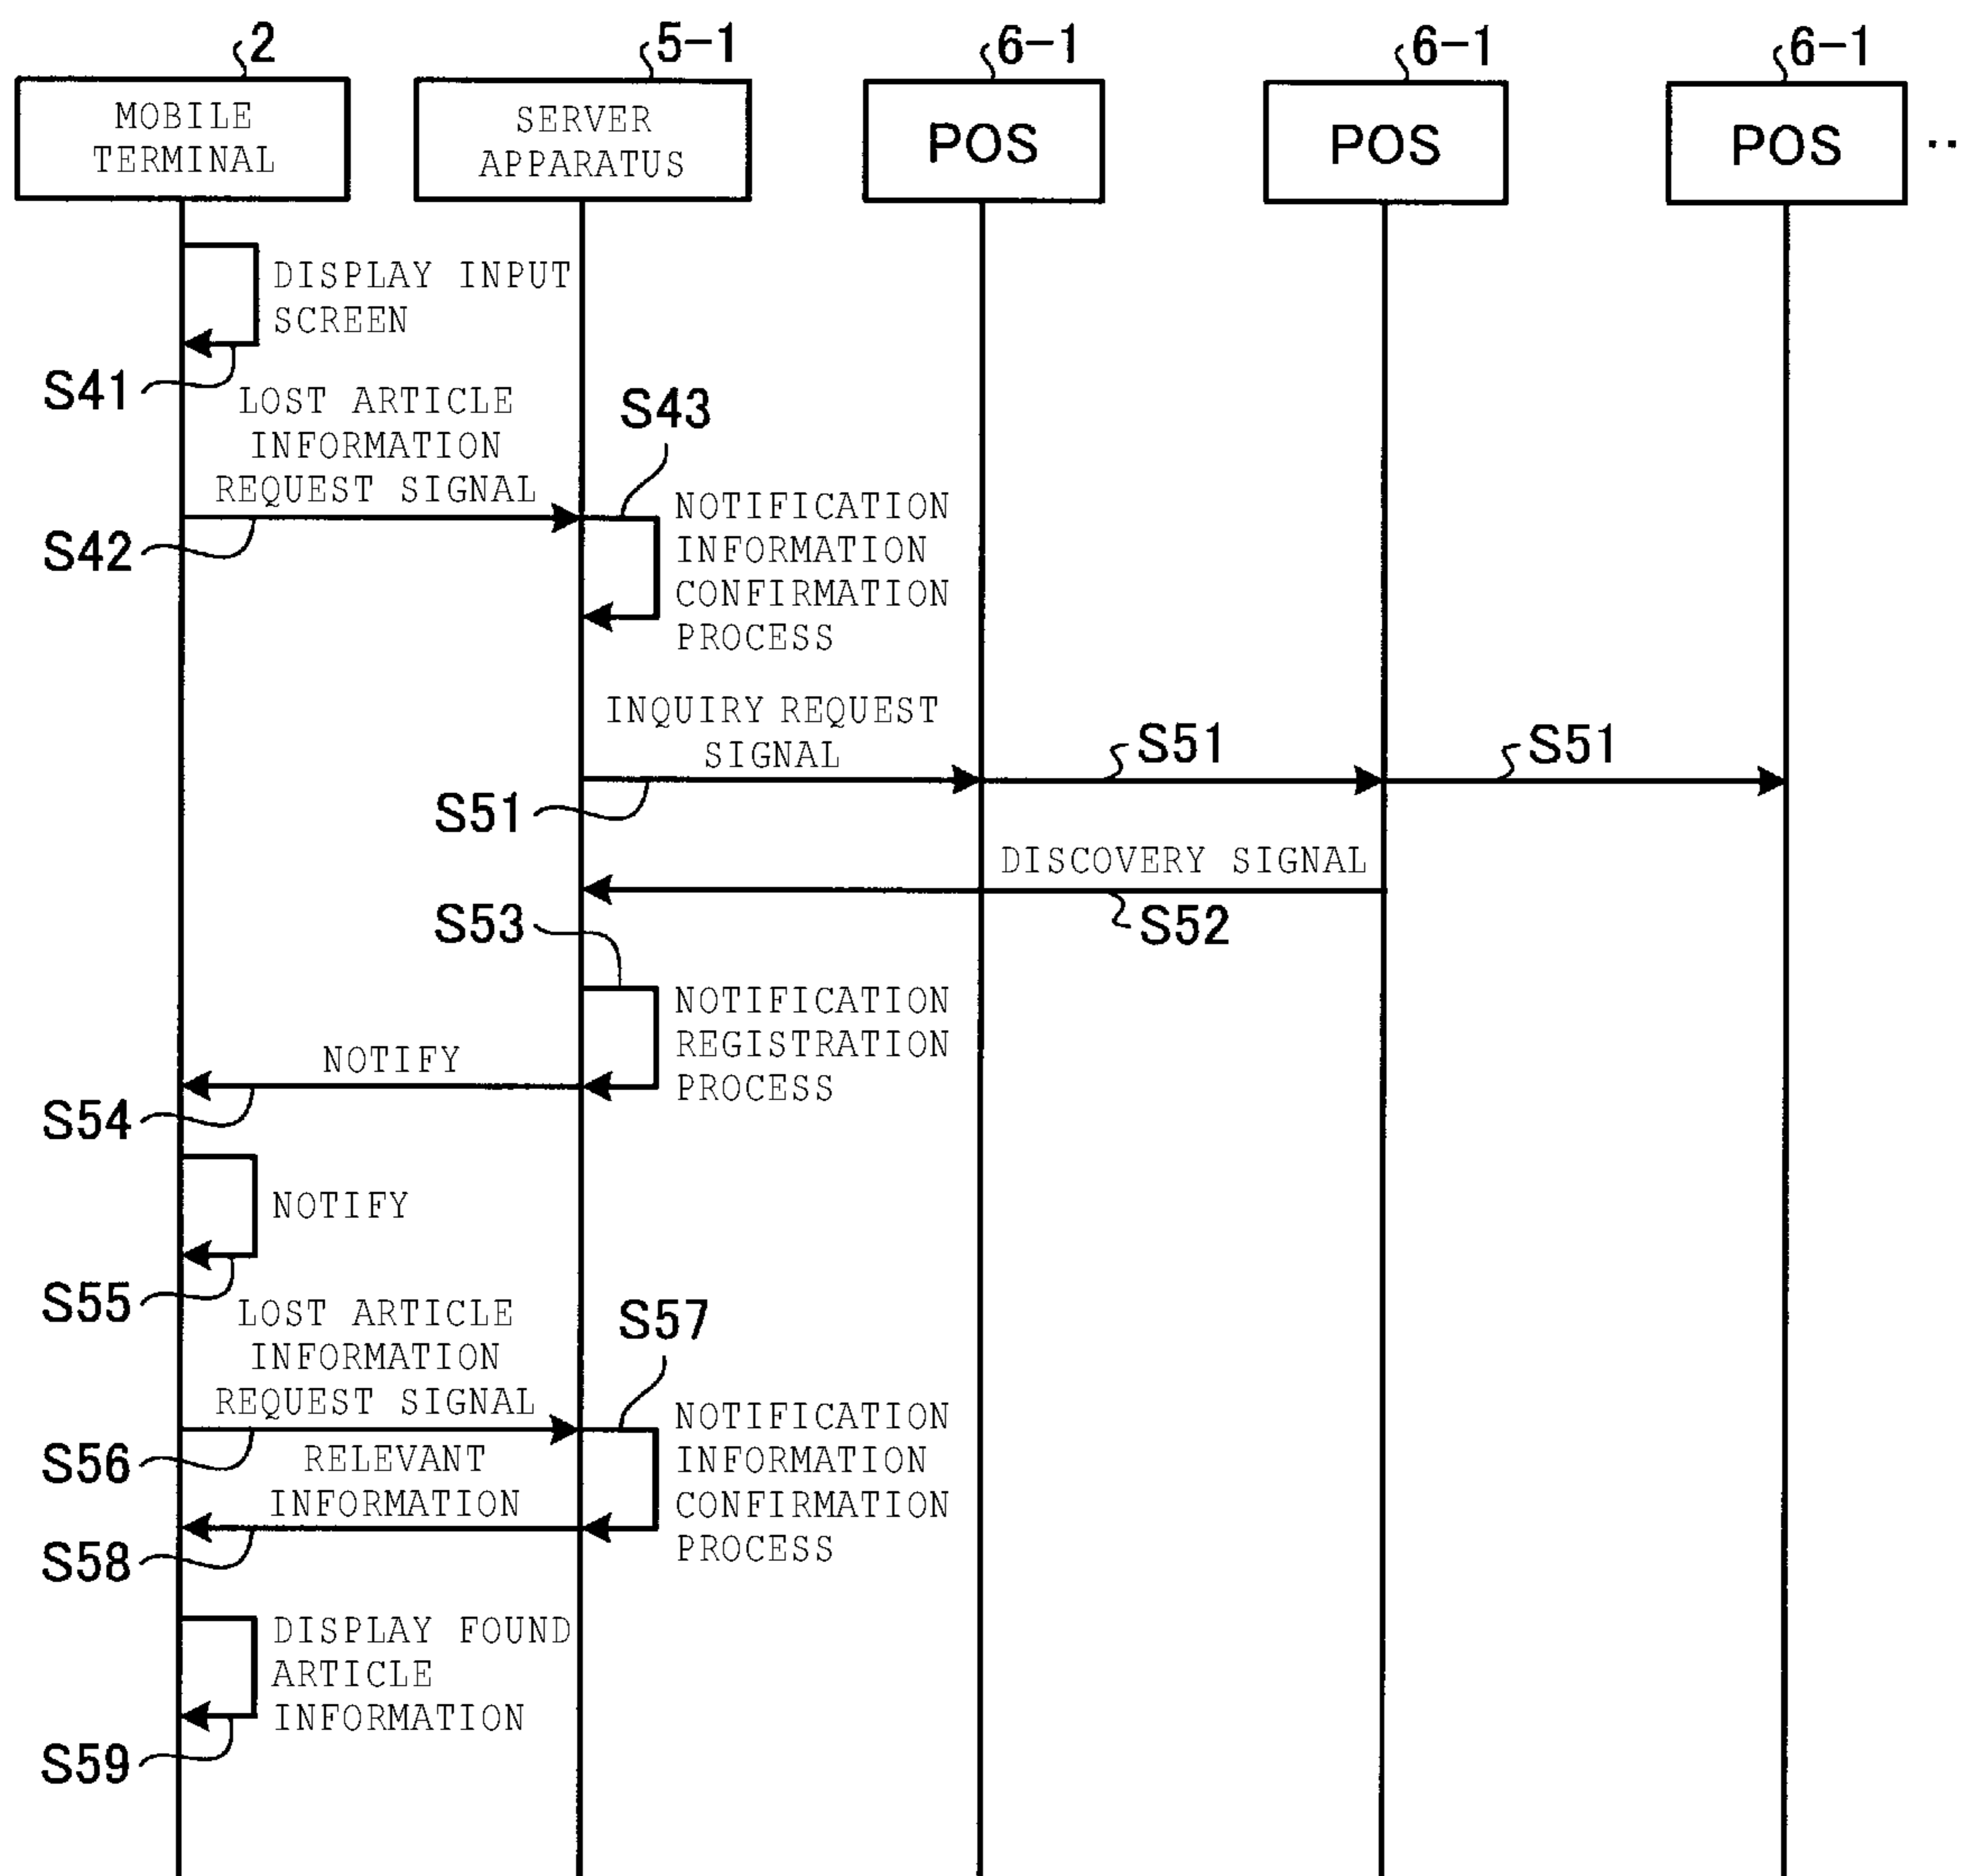 2
5-1
6-1
6-1
6-1
MOBILE
TERMINAL
SERVER
APPARATUS
POS
POS
POS
..
DISPLAY INPUT
SCREEN
S41
LOST ARTICLE
INFORMATION
REQUEST SIGNAL
S42
S43
NOTIFICATION
INFORMATION
CONFIRMATION
PROCESS
INQUIRY REQUEST
SIGNAL
S51
S51
S51
DISCOVERY SIGNAL
S52
S53
NOTIFICATION
REGISTRATION
PROCESS
NOTIFY
S54
NOTIFY
S55
LOST ARTICLE
INFORMATION
REQUEST SIGNAL
S56
S57
NOTIFICATION
INFORMATION
CONFIRMATION
PROCESS
RELEVANT
INFORMATION
S58
DISPLAY FOUND
ARTICLE
INFORMATION
S59